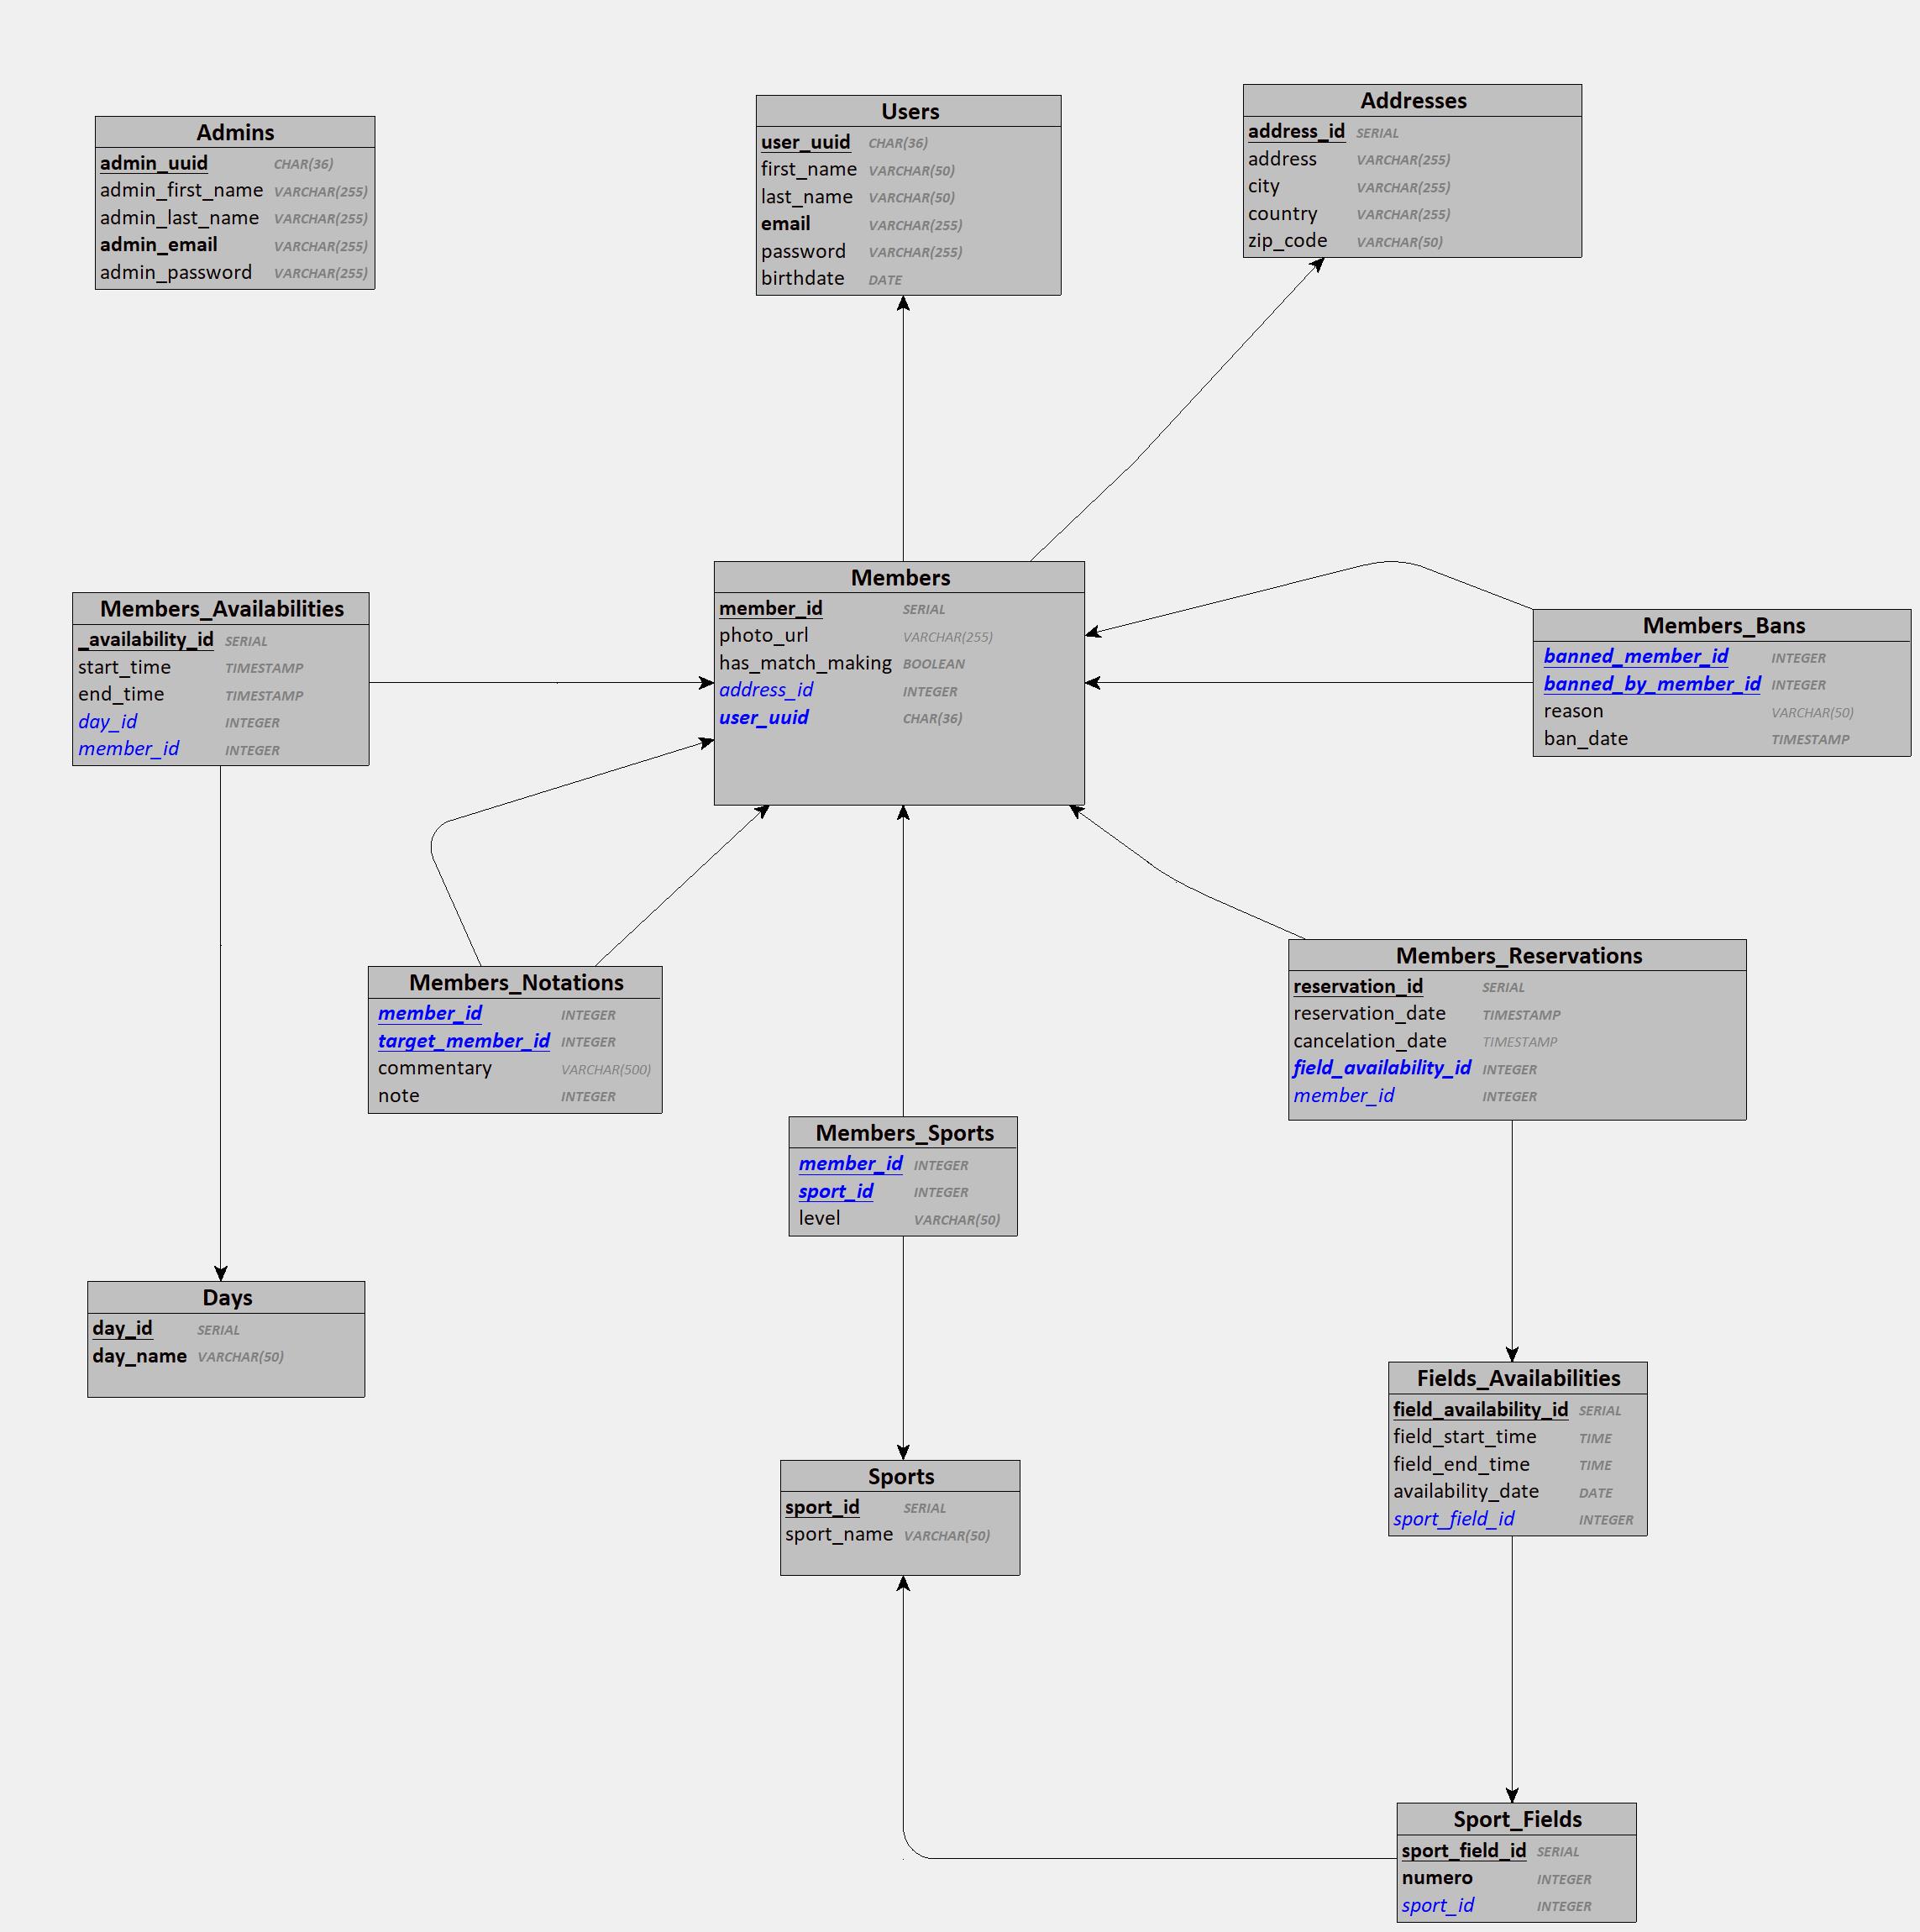 Admins
admin_uuid CHAR(36)
admin_first_name VARCHAR(255)
admin_last_name VARCHAR(255)
admin_email VARCHAR(255)
admin_password VARCHAR(255)
Users
user_uuid CHAR(36)
first_name VARCHAR(50)
last_name VARCHAR(50)
email VARCHAR(255)
password VARCHAR(255)
birthdate DATE
Addresses
address_id SERIAL
address VARCHAR(255)
city VARCHAR(255)
country VARCHAR(255)
zip_code VARCHAR(50)
Members_Availabilities
_availability_id SERIAL
start_time TIMESTAMP
end_time TIMESTAMP
day_id INTEGER
member_id INTEGER
Members
member_id SERIAL
photo_url VARCHAR(255)
has_match_making BOOLEAN
address_id INTEGER
user_uuid CHAR(36)
Members_Bans
banned_member_id INTEGER
banned_by_member_id INTEGER
reason VARCHAR(50)
ban_date TIMESTAMP
Members_Notations
member_id INTEGER
target_member_id INTEGER
commentary VARCHAR(500)
note INTEGER
Members_Reservations
reservation_id SERIAL
reservation_date TIMESTAMP
cancelation_date TIMESTAMP
field_availability_id INTEGER
member_id INTEGER
Members_Sports
member_id INTEGER
sport_id INTEGER
level VARCHAR(50)
Days
day_id SERIAL
day_name VARCHAR(50)
Fields_Availabilities
field_availability_id SERIAL
field_start_time TIME
field_end_time TIME
availability_date DATE
sport_field_id INTEGER
Sports
sport_id SERIAL
sport_name VARCHAR(50)
Sport_Fields
sport_field_id SERIAL
numero INTEGER
sport_id INTEGER